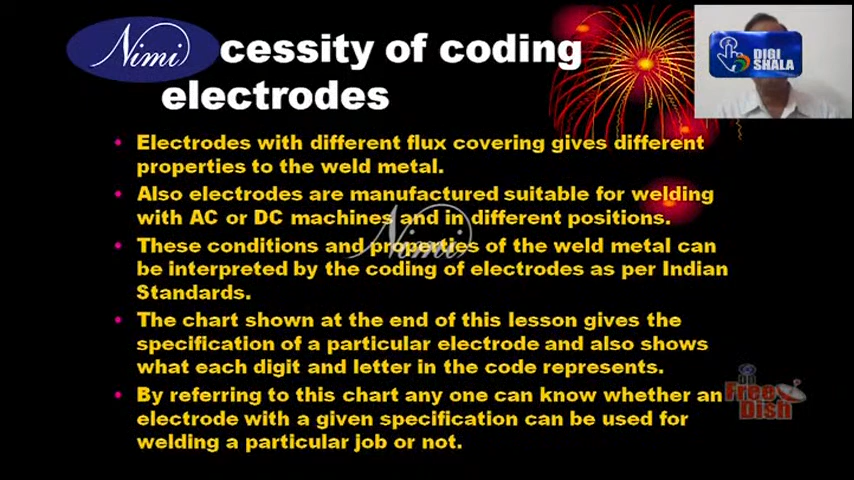 Nimi cessity of coding
DIGI
SHALA
electrodes
• Electrodes with different flux covering gives different
properties to the weld metal.
• Also electrodes are manufactured suitable for welding
with AC or DC machines and in different positions.
• These conditions and properties of the weld metal can
Nimi
be interpreted by the coding of electrodes as per Indian
Standards.
• The chart shown at the end of this lesson gives the
specification of a particular electrode and also shows
what each digit and letter in the code represents.
• By referring to this chart any one can know whether an
electrode with a given specification can be used for
welding a particular job or not.
Free
Dish